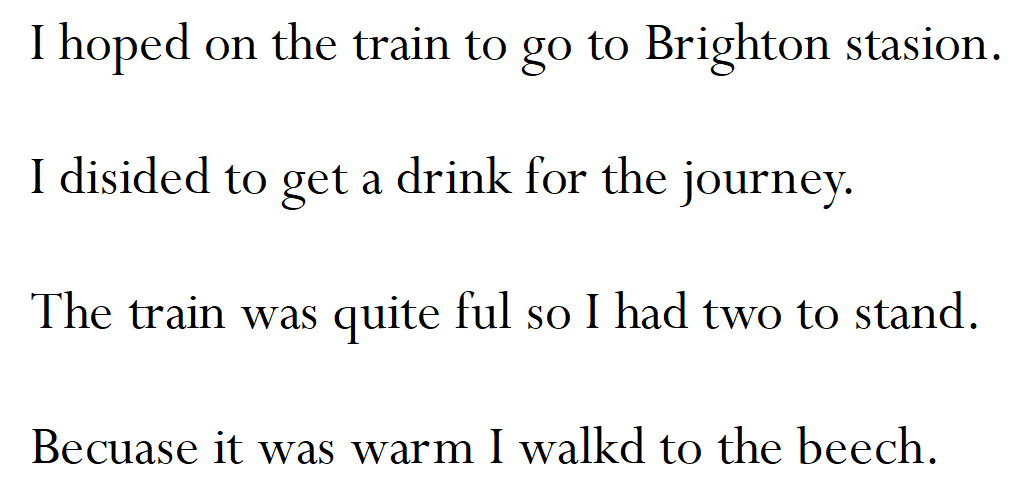 I hoped on the train to go to Brighton stasion.
I disided to get a drink for the journey.
The train was quite ful so I had two to stand.
Becuase it was warm I walkd to the beech.